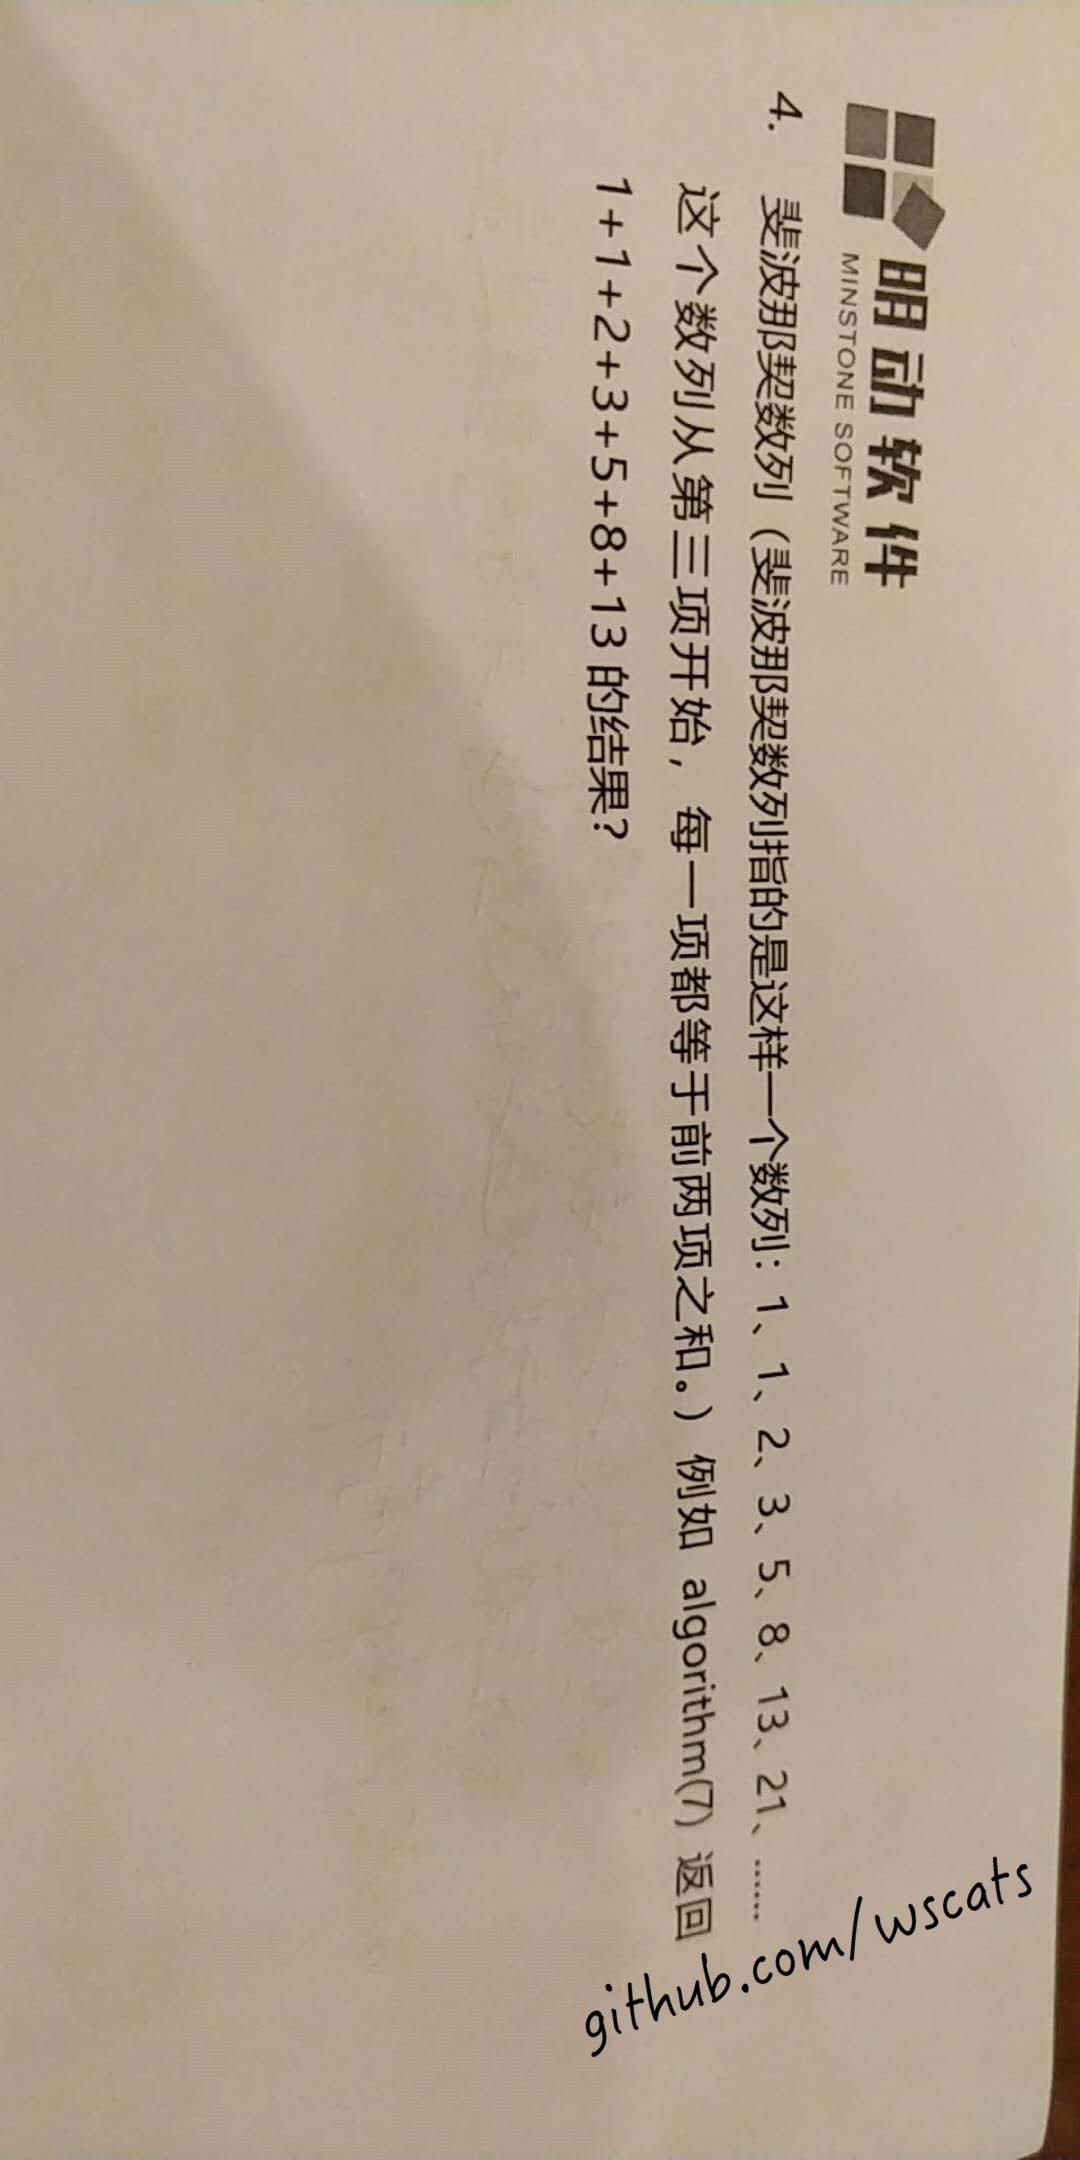 明动软件
MINSTONE SOFTWARE
4. 斐波那契数列（斐波那契数列指的是这样一个数列：1、1、2、3、5、8、13、21、……
这个数列从第三项开始，每一项都等于前两项之和。）例如 algorithm(7) 返回
1+1+2+3+5+8+13 的结果？
github.com/wscats